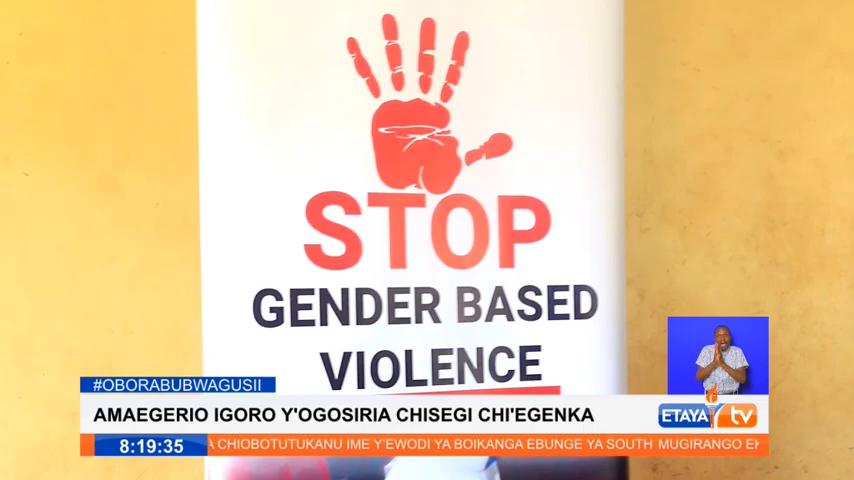 STOP
GENDER BASED
VIOLENCE
#OBORABUBWAGUSII
AMAEGERIO IGORO Y'OGOSIRIA CHISEGI CHI'EGENKA
ETAYA tv
8:19:35
A CHIOBOTUTUKANU IME Y'EWODI YA BOIKANGA EBUNGE YA SOUTH MUGIRANGO